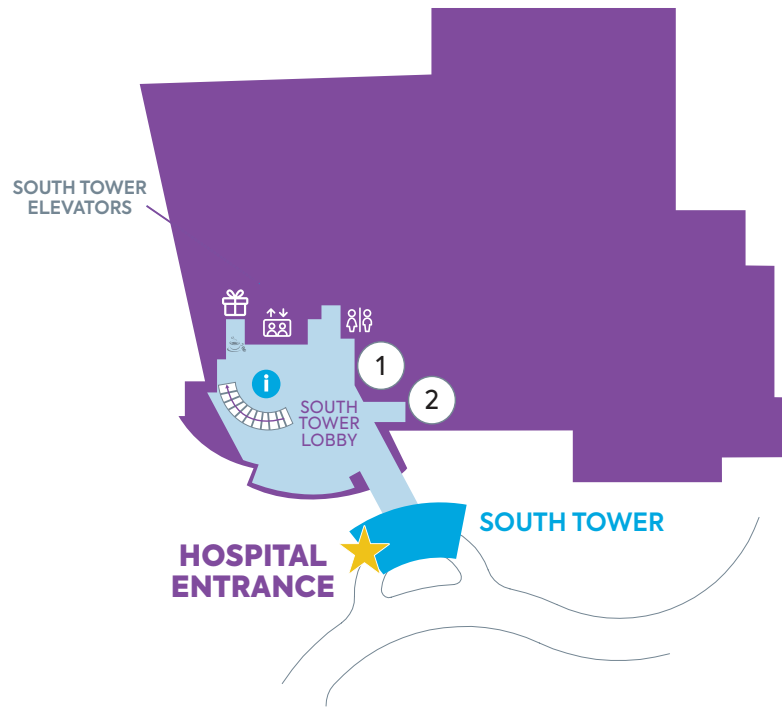 SOUTH TOWER
ELEVATORS
i
1
2
SOUTH
TOWER
LOBBY
SOUTH TOWER
HOSPITAL
ENTRANCE